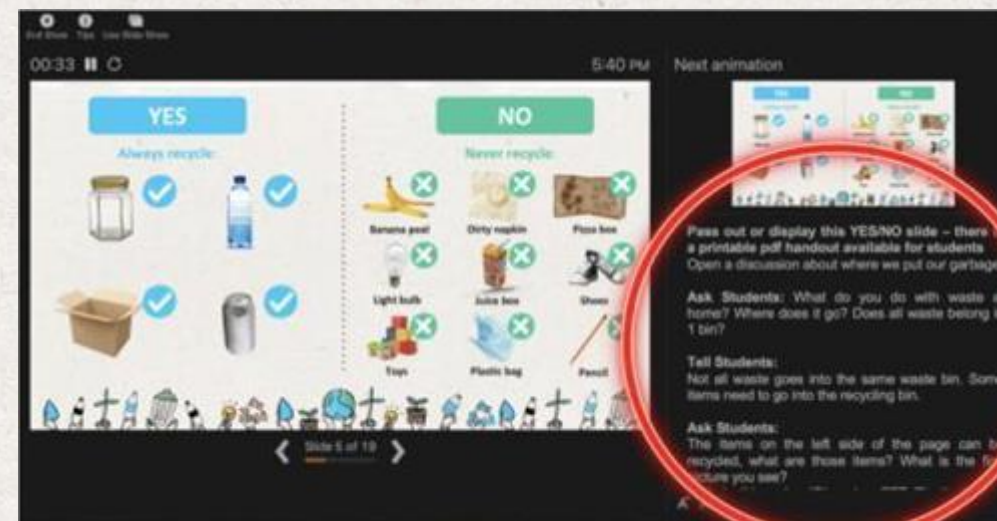 End Show Tips Use Slide Show
00:33
5:40 PM
Next animation
YES
NO
Always recycle:
Never recycle:
Banana peel
Dirty napkin
Pizza box
Light bulb
Juice box
Shoes
Toys
Plastic bag
Pencil
Slide 5 of 19
YES
NO
Pass out or display this YES/NO slide – there
a printable pdf handout available for students
Open a discussion about where we put our garbage
Ask Students: What do you do with waste
home? Where does it go? Does all waste belong
1 bin?
Tell Students:
Not all waste goes into the same waste bin. Som
items need to go into the recycling bin.
Ask Students:
The items on the left side of the page can b
recycled, what are those items? What is the
picture you see?